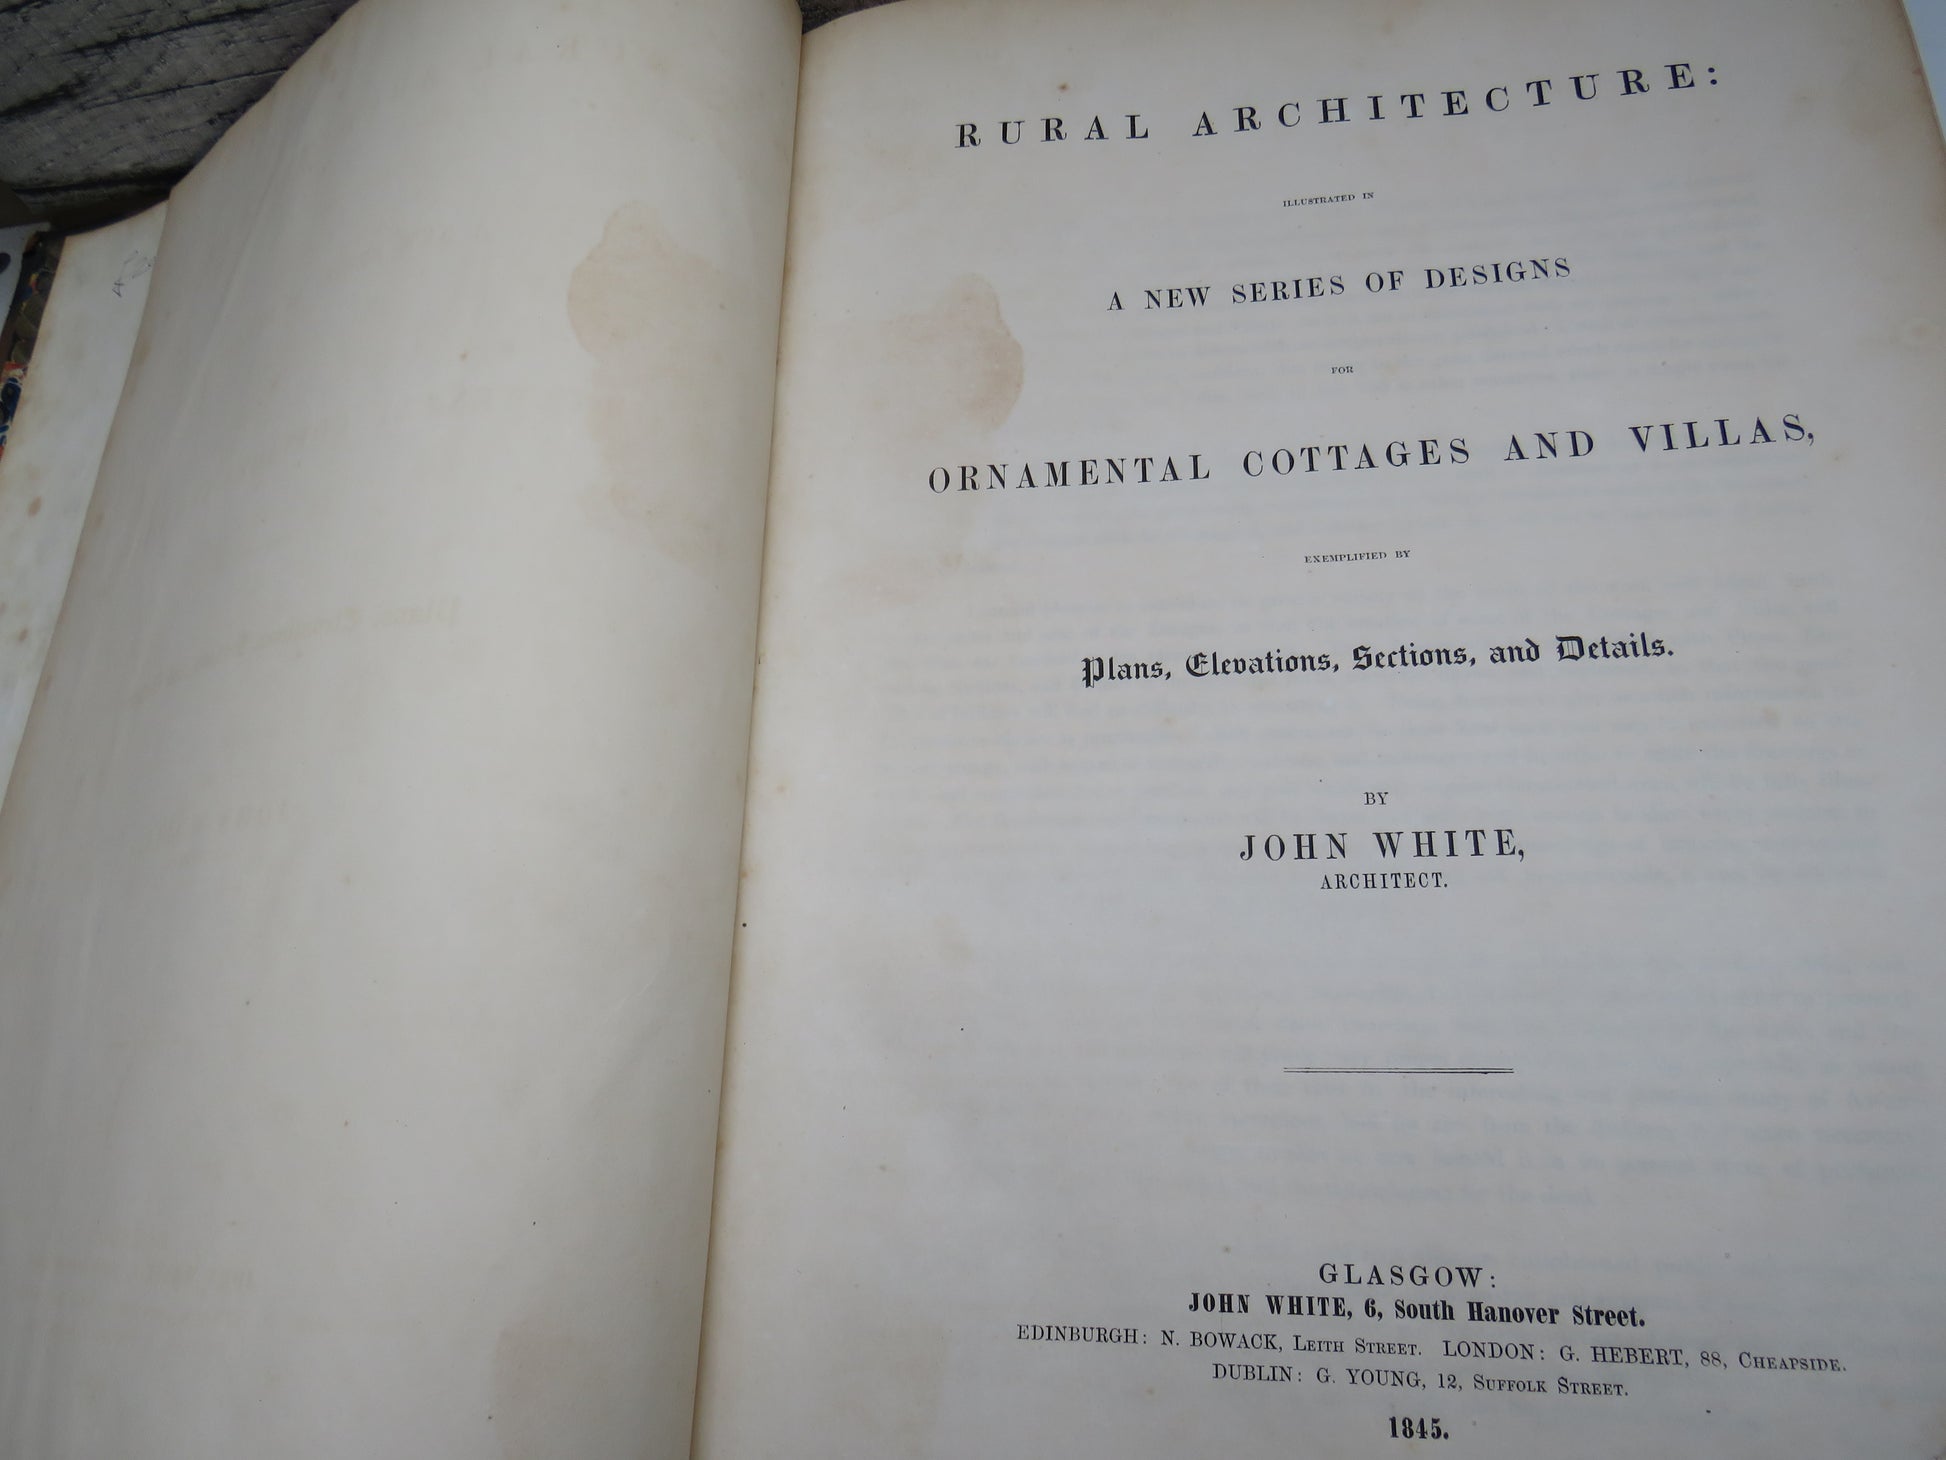 RURAL ARCHITECTURE:
ILLUSTRATED IN
A NEW SERIES OF DESIGNS
FOR
ORNAMENTAL COTTAGES AND VILLAS,
EXEMPLIFIED BY
Plans, Elevations, Sections, and Details.
BY
JOHN WHITE,
ARCHITECT.
GLASGOW:
JOHN WHITE, 6, South Hanover Street.
EDINBURGH: N. BOWACK, LEITH STREET. LONDON: G. HEBERT, 88, CHEAPSIDE.
DUBLIN: G. YOUNG, 12, SUFFOLK STREET.
1845.